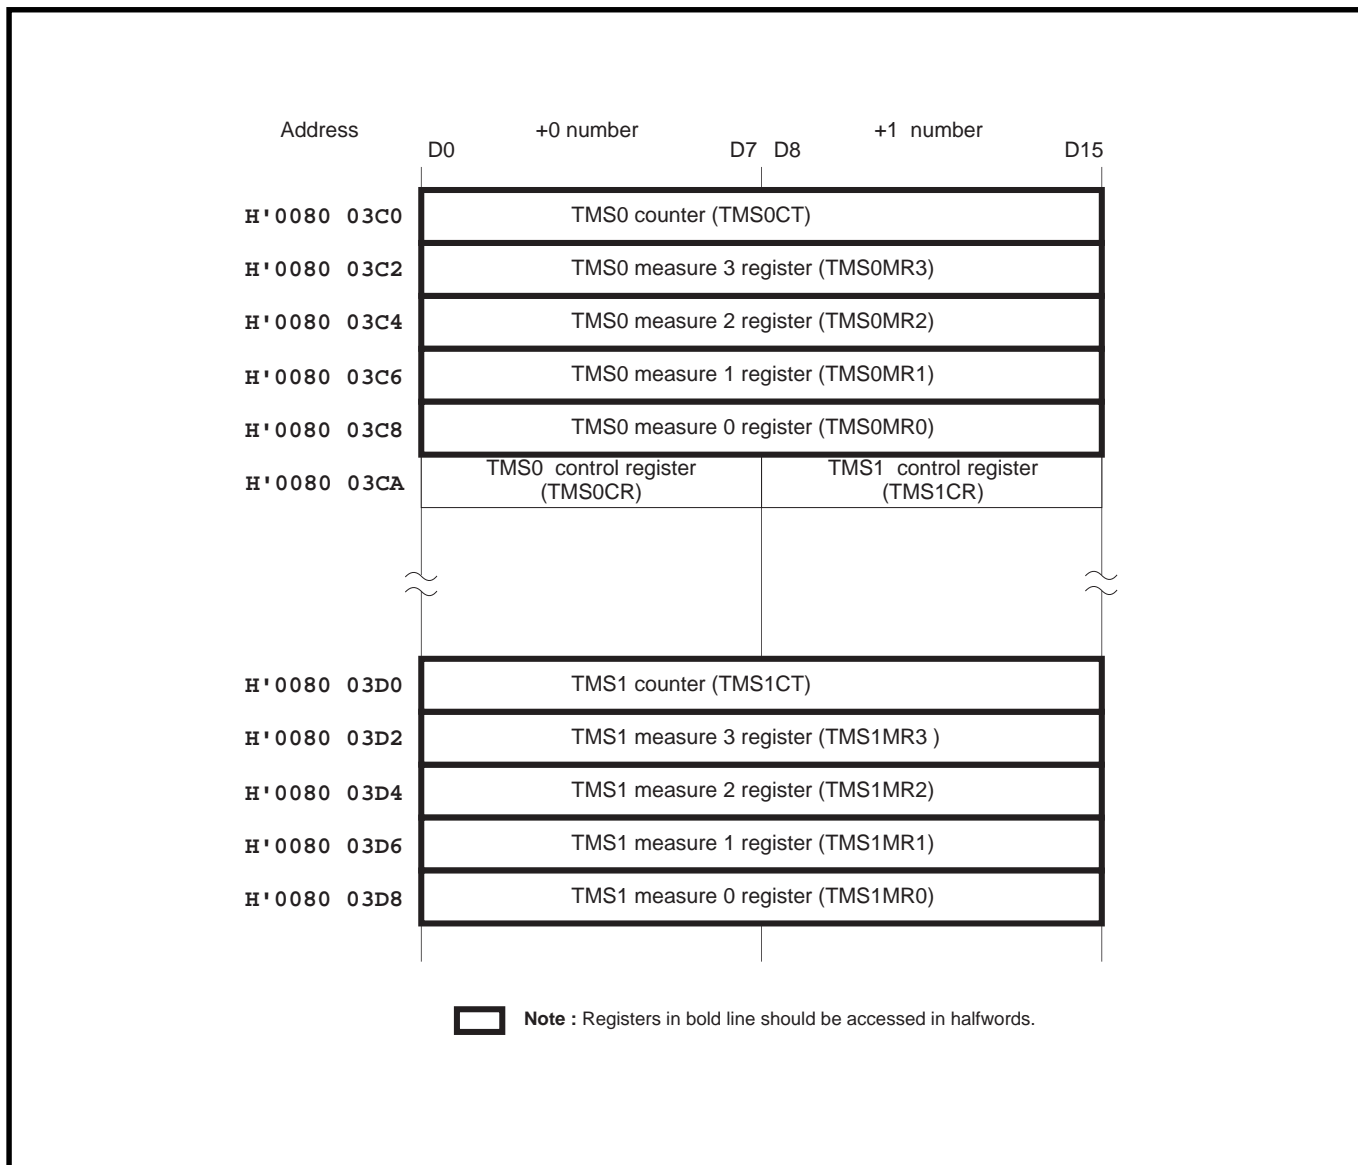 Address +0 number +1 number
D0 D7 D8 D15
H'0080 03C0 TMS0 counter (TMS0CT)
H'0080 03C2 TMS0 measure 3 register (TMS0MR3)
H'0080 03C4 TMS0 measure 2 register (TMS0MR2)
H'0080 03C6 TMS0 measure 1 register (TMS0MR1)
H'0080 03C8 TMS0 measure 0 register (TMS0MR0)
H'0080 03CA
TMS0 control register
(TMS0CR)
TMS1 control register
(TMS1CR)
H'0080 03D0 TMS1 counter (TMS1CT)
H'0080 03D2 TMS1 measure 3 register (TMS1MR3 )
H'0080 03D4 TMS1 measure 2 register (TMS1MR2)
H'0080 03D6 TMS1 measure 1 register (TMS1MR1)
H'0080 03D8 TMS1 measure 0 register (TMS1MR0)
Note : Registers in bold line should be accessed in halfwords.